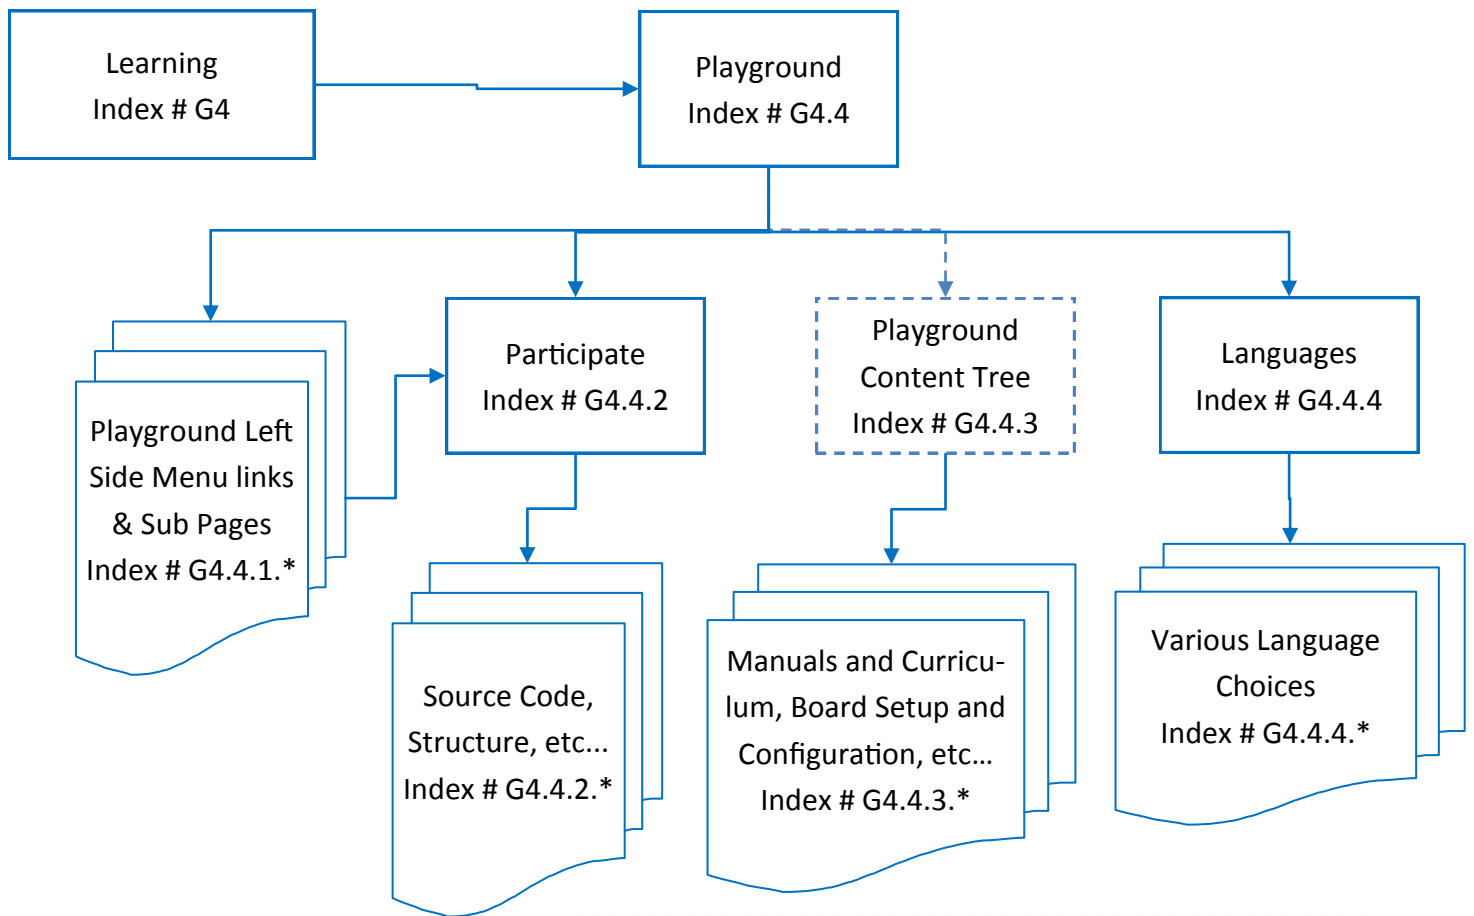 Learning
Index # G4
Playground
Index # G4.4
Participate
Index # G4.4.2
Playground
Content Tree
Index # G4.4.3
Languages
Index # G4.4.4
Playground Left
Side Menu links
& Sub Pages
Index # G4.4.1.*
Source Code,
Structure, etc...
Index # G4.4.2.*
Manuals and Curricu-
lum, Board Setup and
Configuration, etc...
Index # G4.4.3.*
Various Language
Choices
Index # G4.4.4.*